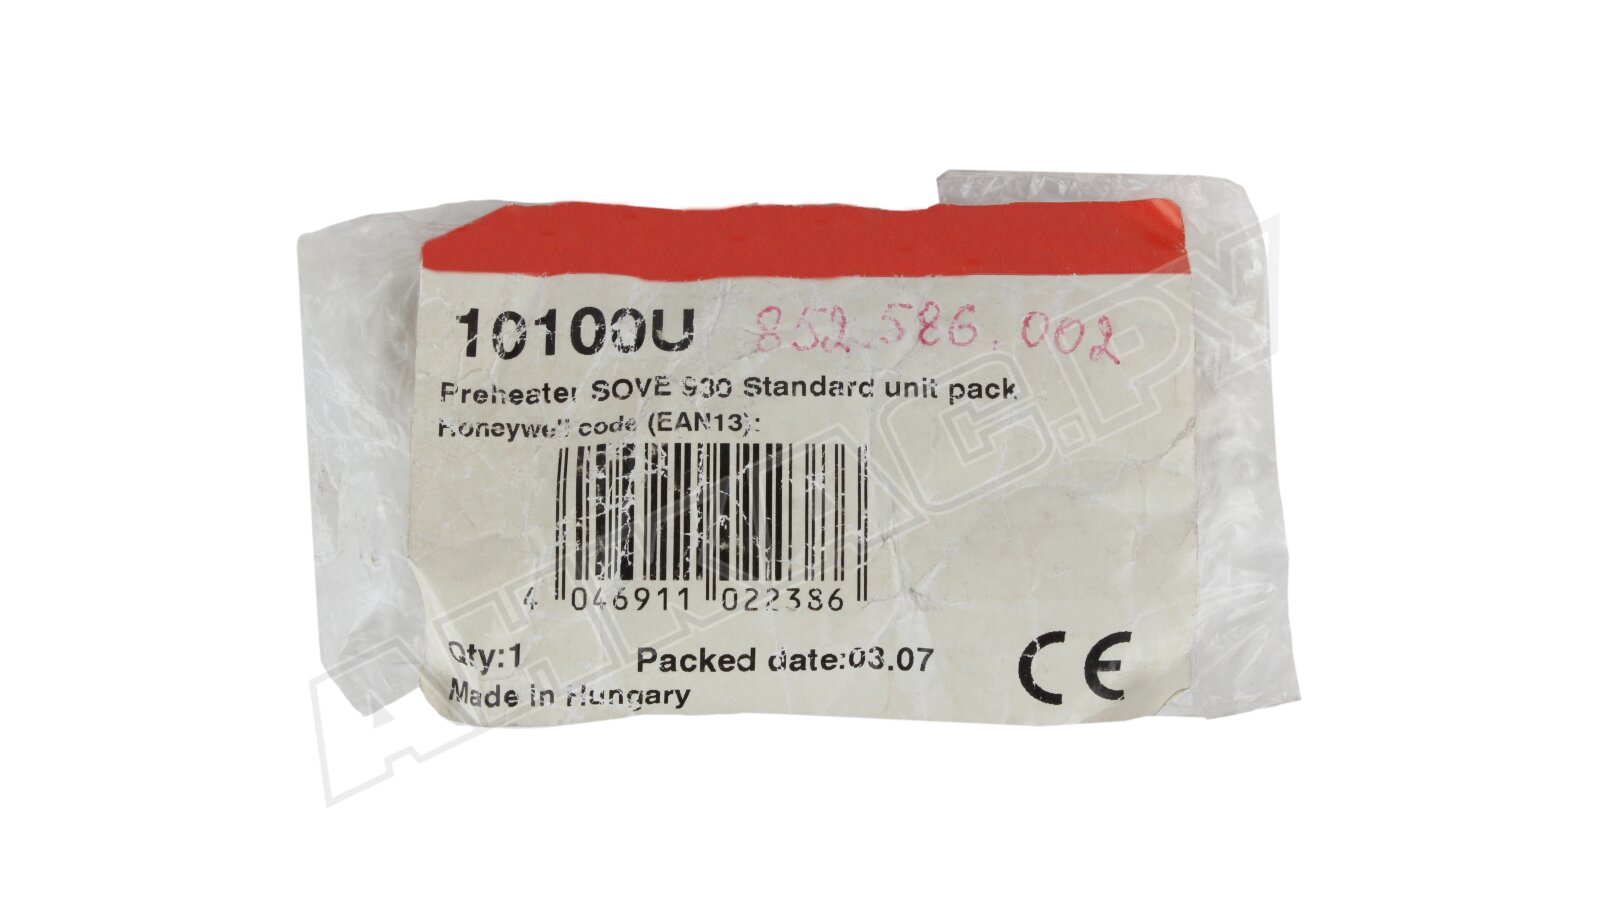 10100U 852.586.002
Preheater SOVE 930 Standard unit pack
Honeywell code (EAN13):
4 046911 022386
Qty:1 Packed date:03.07
Made in Hungary
CE